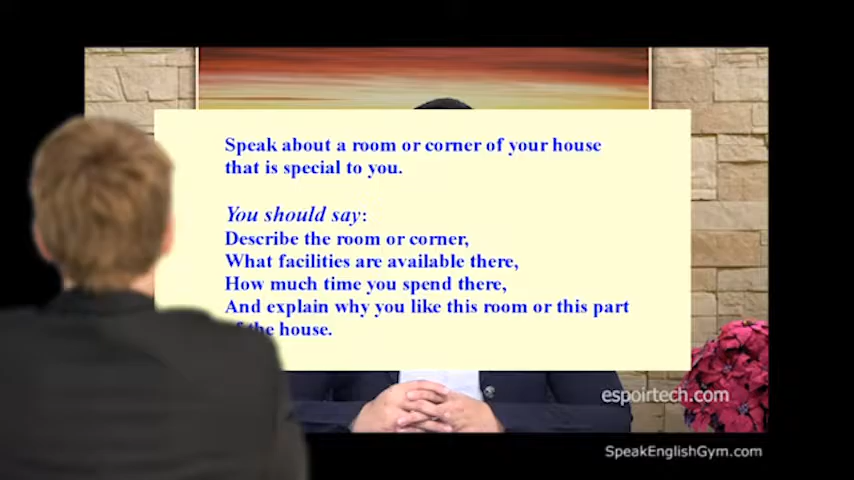 Speak about a room or corner of your house
that is special to you.
You should say:
Describe the room or corner,
What facilities are available there,
How much time you spend there,
And explain why you like this room or this part
of the house.
espoirtech.com
SpeakEnglishGym.com